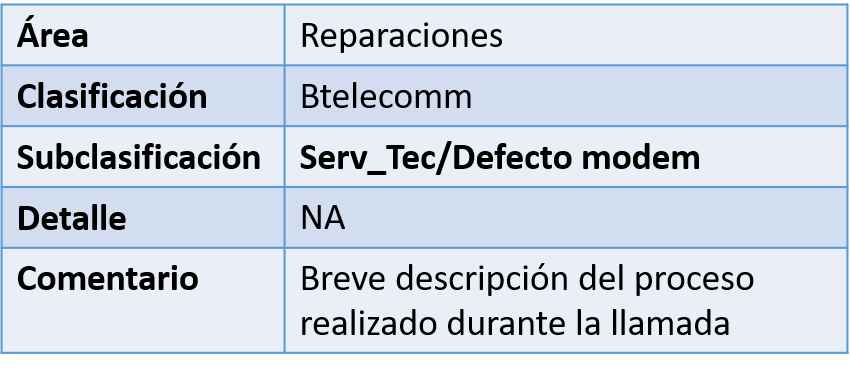 Área Reparaciones
Clasificación Btelecomm
Subclasificación Serv_Tec/Defecto modem
Detalle NA
Comentario Breve descripción del proceso
realizado durante la llamada